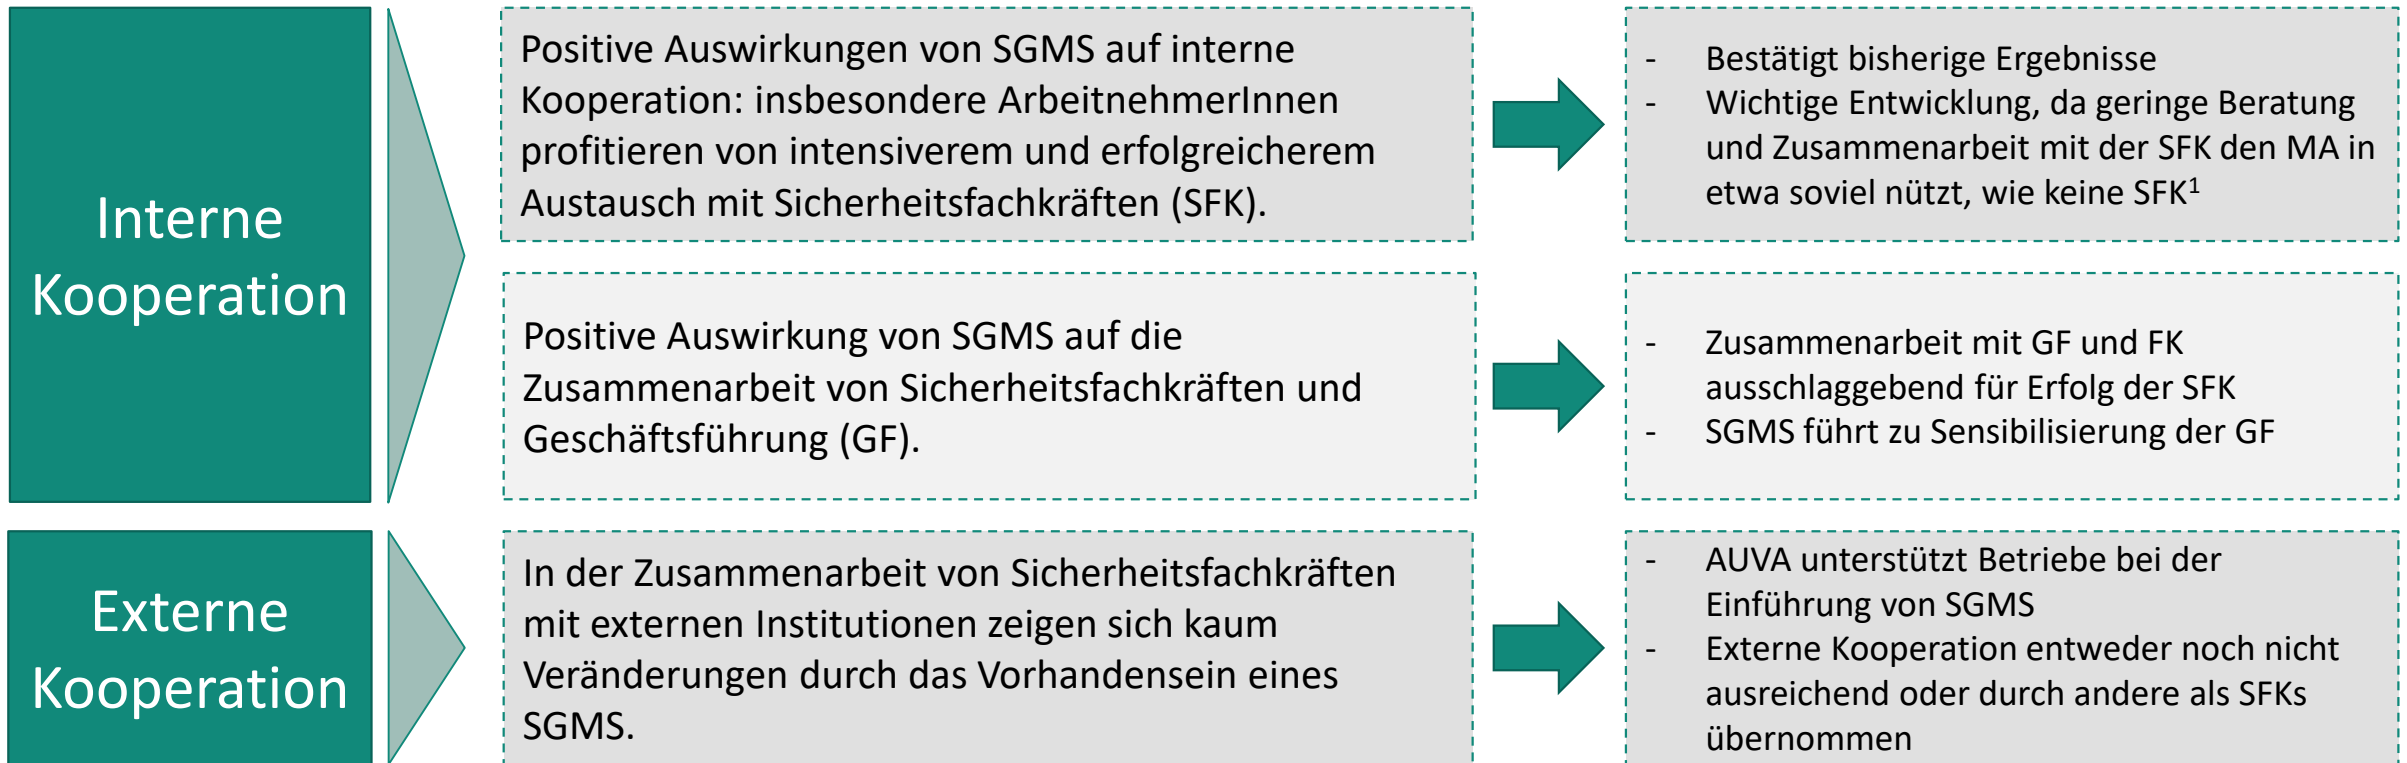 Interne
Kooperation
Positive Auswirkungen von SGMS auf interne
Kooperation: insbesondere ArbeitnehmerInnen
profitieren von intensiverem und erfolgreicherem
Austausch mit Sicherheitsfachkräften (SFK).
- Bestätigt bisherige Ergebnisse
- Wichtige Entwicklung, da geringe Beratung
und Zusammenarbeit mit der SFK den MA in
etwa soviel nützt, wie keine SFK¹
Positive Auswirkung von SGMS auf die
Zusammenarbeit von Sicherheitsfachkräften und
Geschäftsführung (GF).
- Zusammenarbeit mit GF und FK
ausschlaggebend für Erfolg der SFK
- SGMS führt zu Sensibilisierung der GF
Externe
Kooperation
In der Zusammenarbeit von Sicherheitsfachkräften
mit externen Institutionen zeigen sich kaum
Veränderungen durch das Vorhandensein eines
SGMS.
- AUVA unterstützt Betriebe bei der
Einführung von SGMS
- Externe Kooperation entweder noch nicht
ausreichend oder durch andere als SFKs
übernommen